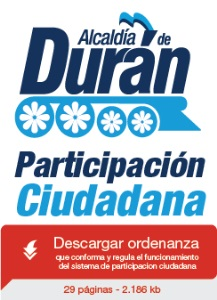 Alcaldía de
Durán
Participación
Ciudadana
Descargar ordenanza
que conforma y regula el funcionamiento
del sistema de participacion ciudadana
29 páginas - 2.186 kb